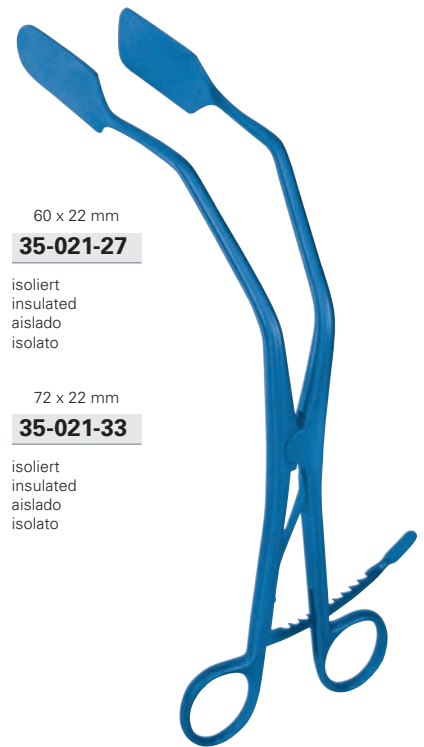 60 x 22 mm
35-021-27
isoliert
insulated
aislado
isolato
72 x 22 mm
35-021-33
isoliert
insulated
aislado
isolato